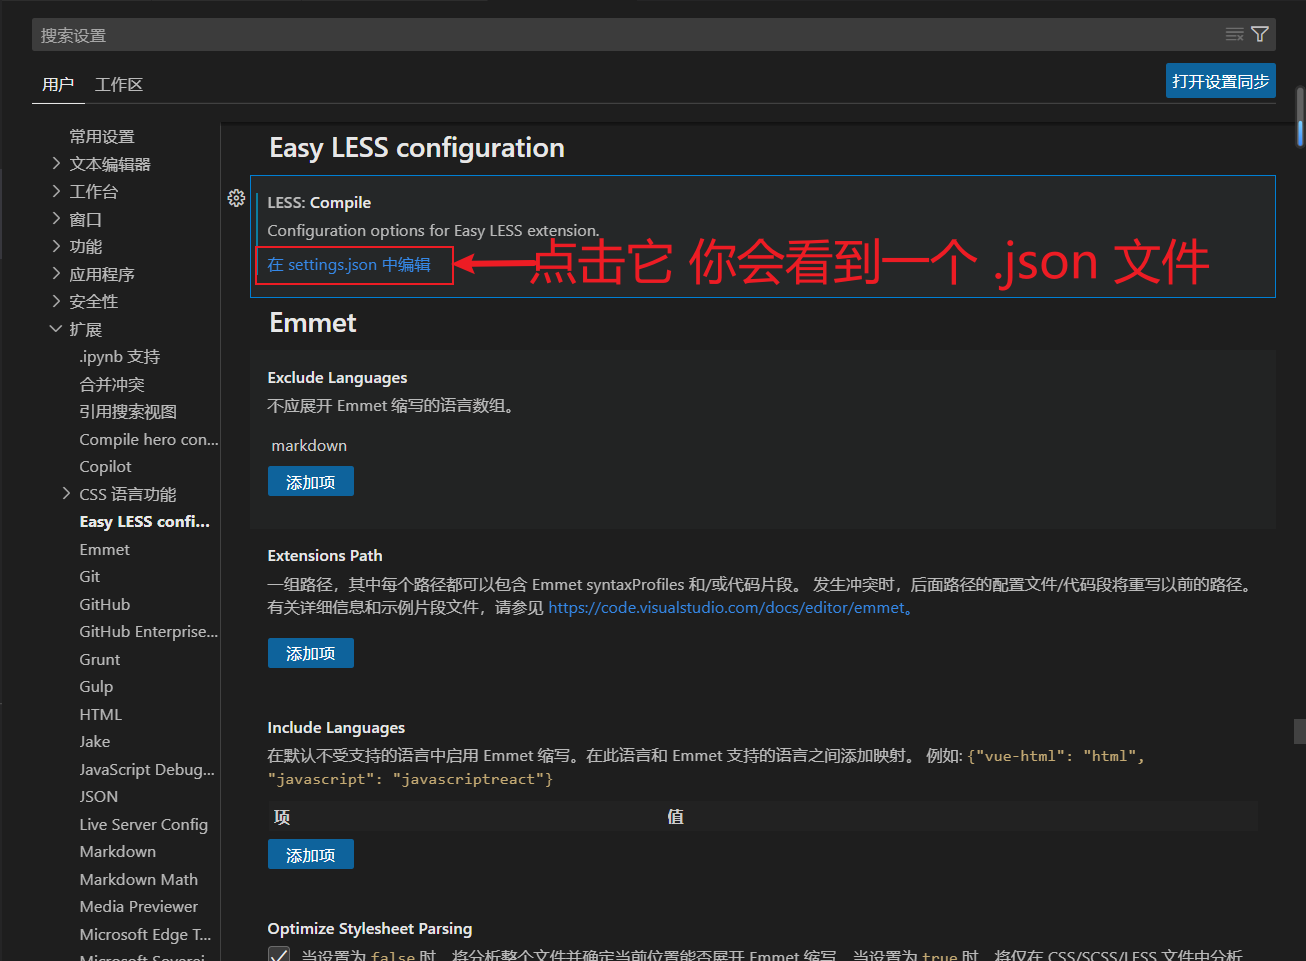 搜索设置
用户 工作区 打开设置同步
常用设置
文本编辑器
工作台
窗口
功能
应用程序
安全性
扩展
.ipynb 支持
合并冲突
引用搜索视图
Compile hero con...
Copilot
CSS 语言功能
Easy LESS confi...
Emmet
Git
GitHub
GitHub Enterprise...
Grunt
Gulp
HTML
Jake
JavaScript Debug...
JSON
Live Server Config
Markdown
Markdown Math
Media Previewer
Microsoft Edge T...
Easy LESS configuration
LESS: Compile
Configuration options for Easy LESS extension.
在 settings.json 中编辑
点击它 你会看到一个 .json 文件
Emmet
Exclude Languages
不应展开 Emmet 缩写的语言数组。
markdown
添加项
Extensions Path
一组路径，其中每个路径都可以包含 Emmet syntaxProfiles 和/或代码片段。 发生冲突时，后面路径的配置文件/代码段将重写以前的路径。
有关详细信息和示例片段文件，请参见 https://code.visualstudio.com/docs/editor/emmet。
添加项
Include Languages
在默认不受支持的语言中启用 Emmet 缩写。在此语言和 Emmet 支持的语言之间添加映射。 例如: {"vue-html": "html",
"javascript": "javascriptreact"}
项 值
添加项
Optimize Stylesheet Parsing
当设置为 false 时，将分析整个文件并确定当前位置能否展开 Emmet 缩写。当设置为 true 时，将仅在 CSS/SCSS/LESS 文件中分析